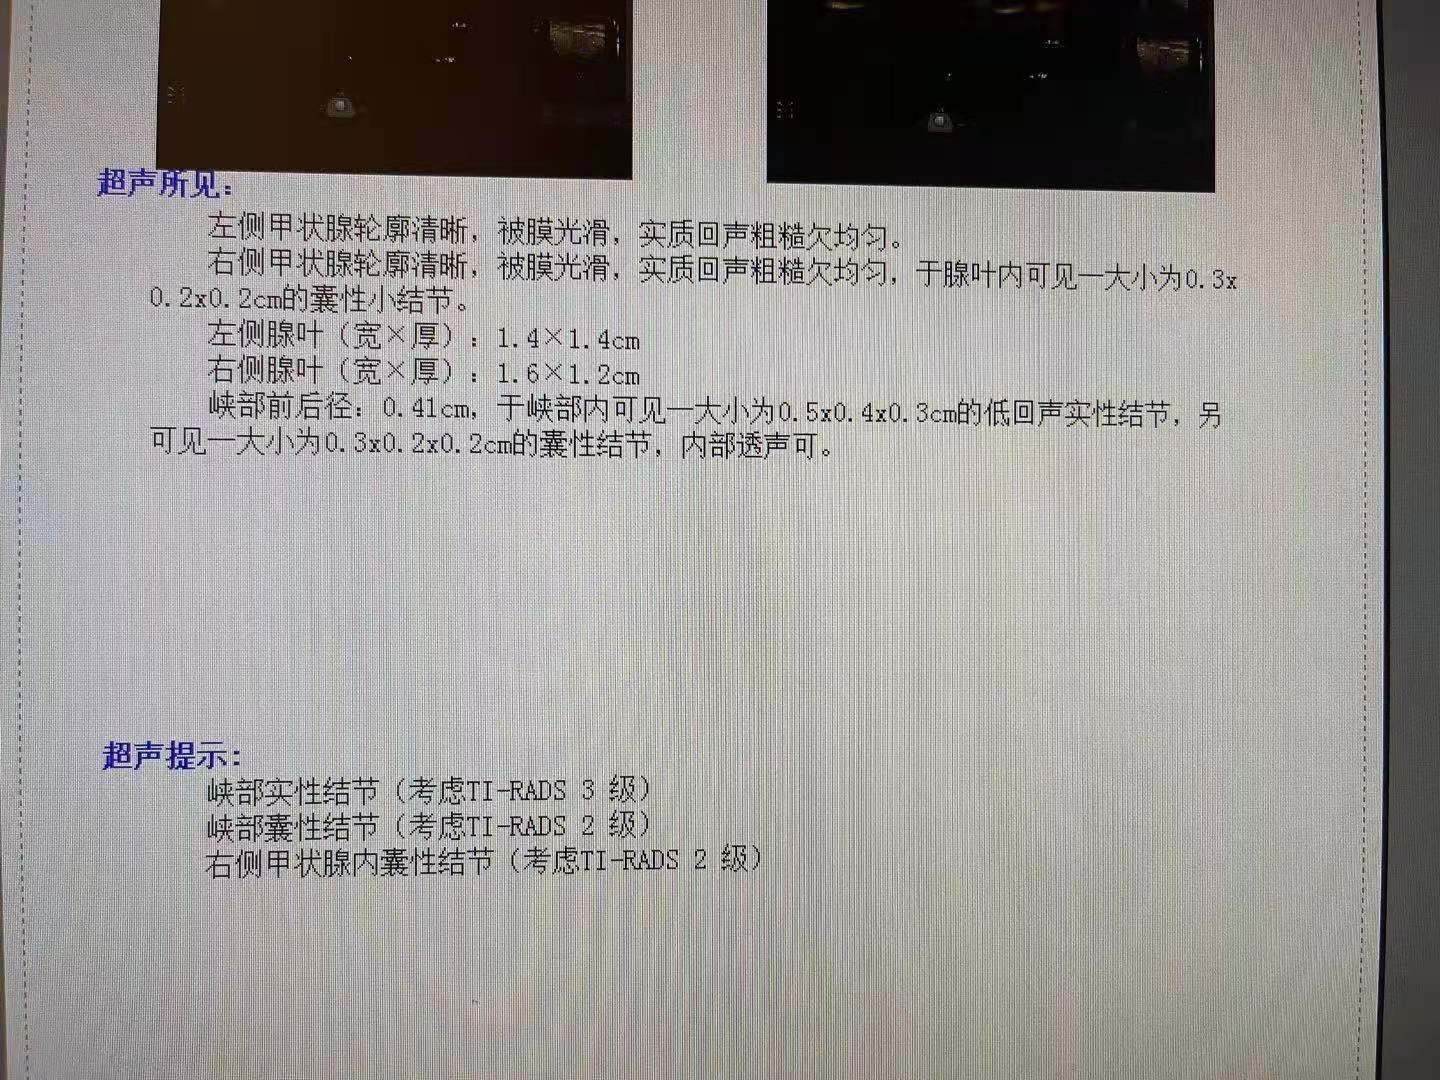 超声所见：
左侧甲状腺轮廓清晰，被膜光滑，实质回声粗糙欠均匀。
右侧甲状腺轮廓清晰，被膜光滑，实质回声粗糙欠均匀，于腺叶内可见一大小为0.3x
0.2x0.2cm的囊性小结节。
左侧腺叶（宽×厚）：1.4×1.4cm
右侧腺叶（宽×厚）：1.6×1.2cm
峡部前后径：0.41cm，于峡部内可见一大小为0.5x0.4x0.3cm的低回声实性结节，另
可见一大小为0.3x0.2x0.2cm的囊性结节，内部透声可。
超声提示：
峡部实性结节（考虑TI-RADS 3 级）
峡部囊性结节（考虑TI-RADS 2 级）
右侧甲状腺内囊性结节（考虑TI-RADS 2 级）